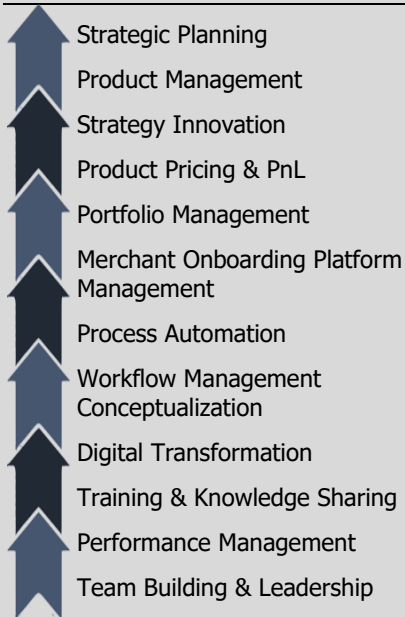 Strategic Planning
Product Management
Strategy Innovation
Product Pricing & PnL
Portfolio Management
Merchant Onboarding Platform
Management
Process Automation
Workflow Management
Conceptualization
Digital Transformation
Training & Knowledge Sharing
Performance Management
Team Building & Leadership